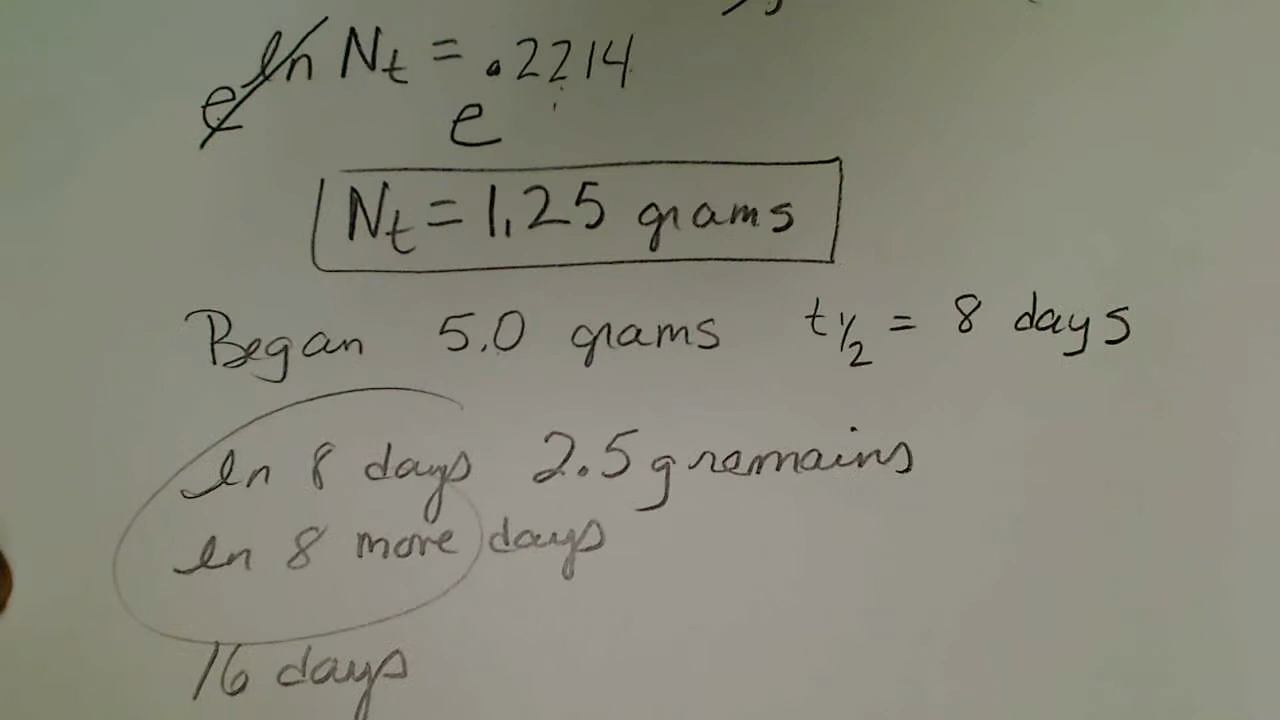 ln Nt = .2214
e e
Nt = 1.25 grams
Began 5.0 grams t½ = 8 days
In 8 days 2.5 g remains
In 8 more days
16 days